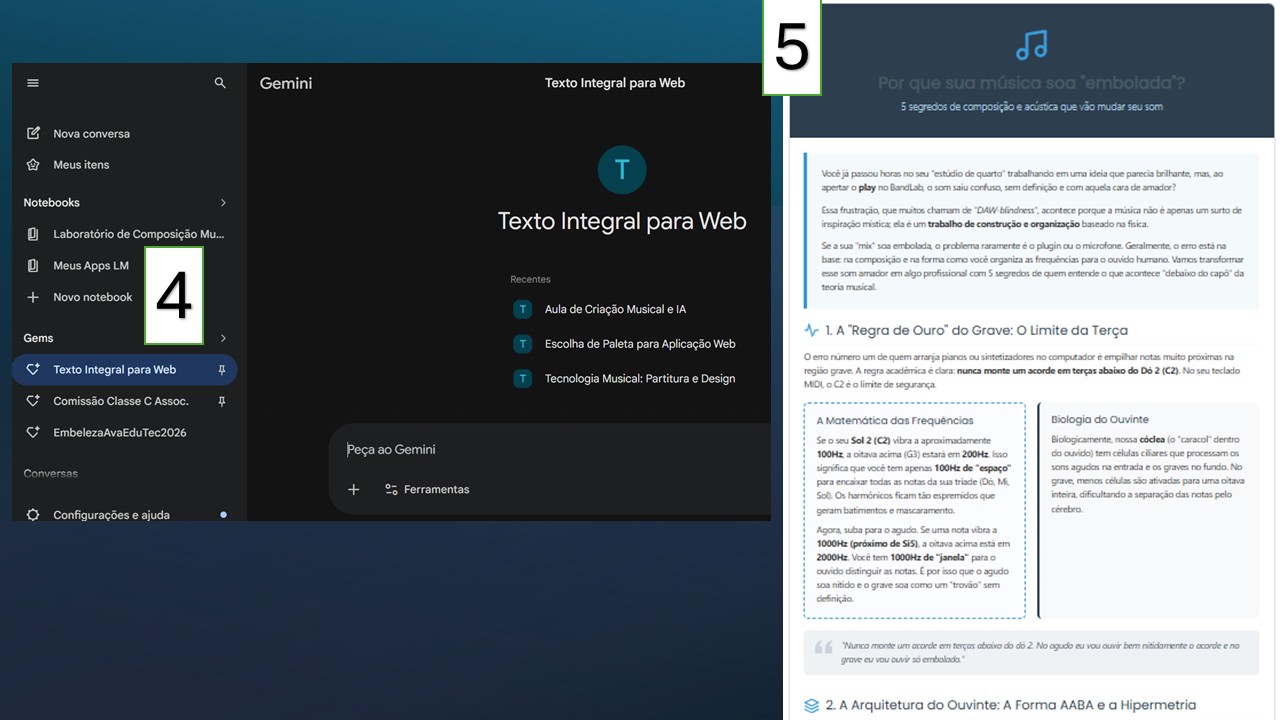 4
5
Gemini
Texto Integral para Web
Nova conversa
Meus itens
Notebooks
Laboratório de Composição Mu...
Meus Apps LM
Novo notebook
Gems
Texto Integral para Web
Comissão Classe C Assoc.
EmbelezaAvaEduTec2026
Conversas
Configurações e ajuda
T
Texto Integral para Web
Recentes
T Aula de Criação Musical e IA
T Escolha de Paleta para Aplicação Web
T Tecnologia Musical: Partitura e Design
Peça ao Gemini
Ferramentas
Por que sua música soa "embolada"?
5 segredos de composição e acústica que vão mudar seu som
Você já passou horas no seu "estúdio de quarto" trabalhando em uma ideia que parecia brilhante, mas, ao
apertar o play no BandLab, o som saiu confuso, sem definição e com aquela cara de amador?
Essa frustração, que muitos chamam de "DAW-blindness", acontece porque a música não é apenas um surto de
inspiração mística; ela é um trabalho de construção e organização baseado na física.
Se a sua "mix" soa embolada, o problema raramente é o plugin ou o microfone. Geralmente, o erro está na
base: na composição e na forma como você organiza as frequências para o ouvido humano. Vamos transformar
esse som amador em algo profissional com 5 segredos de quem entende o que acontece "debaixo do capô" da
teoria musical.
1. A "Regra de Ouro" do Grave: O Limite da Terça
O erro número um de quem arranja pianos ou sintetizadores no computador é empilhar notas muito próximas na
região grave. A regra acadêmica é clara: nunca monte um acorde em terças abaixo do Dó 2 (C2). No seu teclado
MIDI, o C2 é o limite de segurança.
A Matemática das Frequências
Se o seu Sol 2 (C2) vibra a aproximadamente
100Hz, a oitava acima (G3) estará em 200Hz. Isso
significa que você tem apenas 100Hz de "espaço"
para encaixar todas as notas da sua tríade (Dó, Mi,
Sol). Os harmônicos ficam tão espremidos que
geram batimentos e mascaramento.
Agora, suba para o agudo. Se uma nota vibra a
1000Hz (próximo de Si5), a oitava acima está em
2000Hz. Você tem 1000Hz de "janela" para o
ouvido distinguir as notas. É por isso que o agudo
soa nítido e o grave soa como um "trovão" sem
definição.
Biologia do Ouvinte
Biologicamente, nossa cóclea (o "caracol" dentro
do ouvido) tem células ciliares que processam os
sons agudos na entrada e os graves no fundo. No
grave, menos células são ativadas para uma oitava
inteira, dificultando a separação das notas pelo
cérebro.
"Nunca monte um acorde em terças abaixo do dó 2. No agudo eu vou ouvir bem nitidamente o acorde e no
grave eu vou ouvir só embolado."
2. A Arquitetura do Ouvinte: A Forma AABA e a Hipermetria